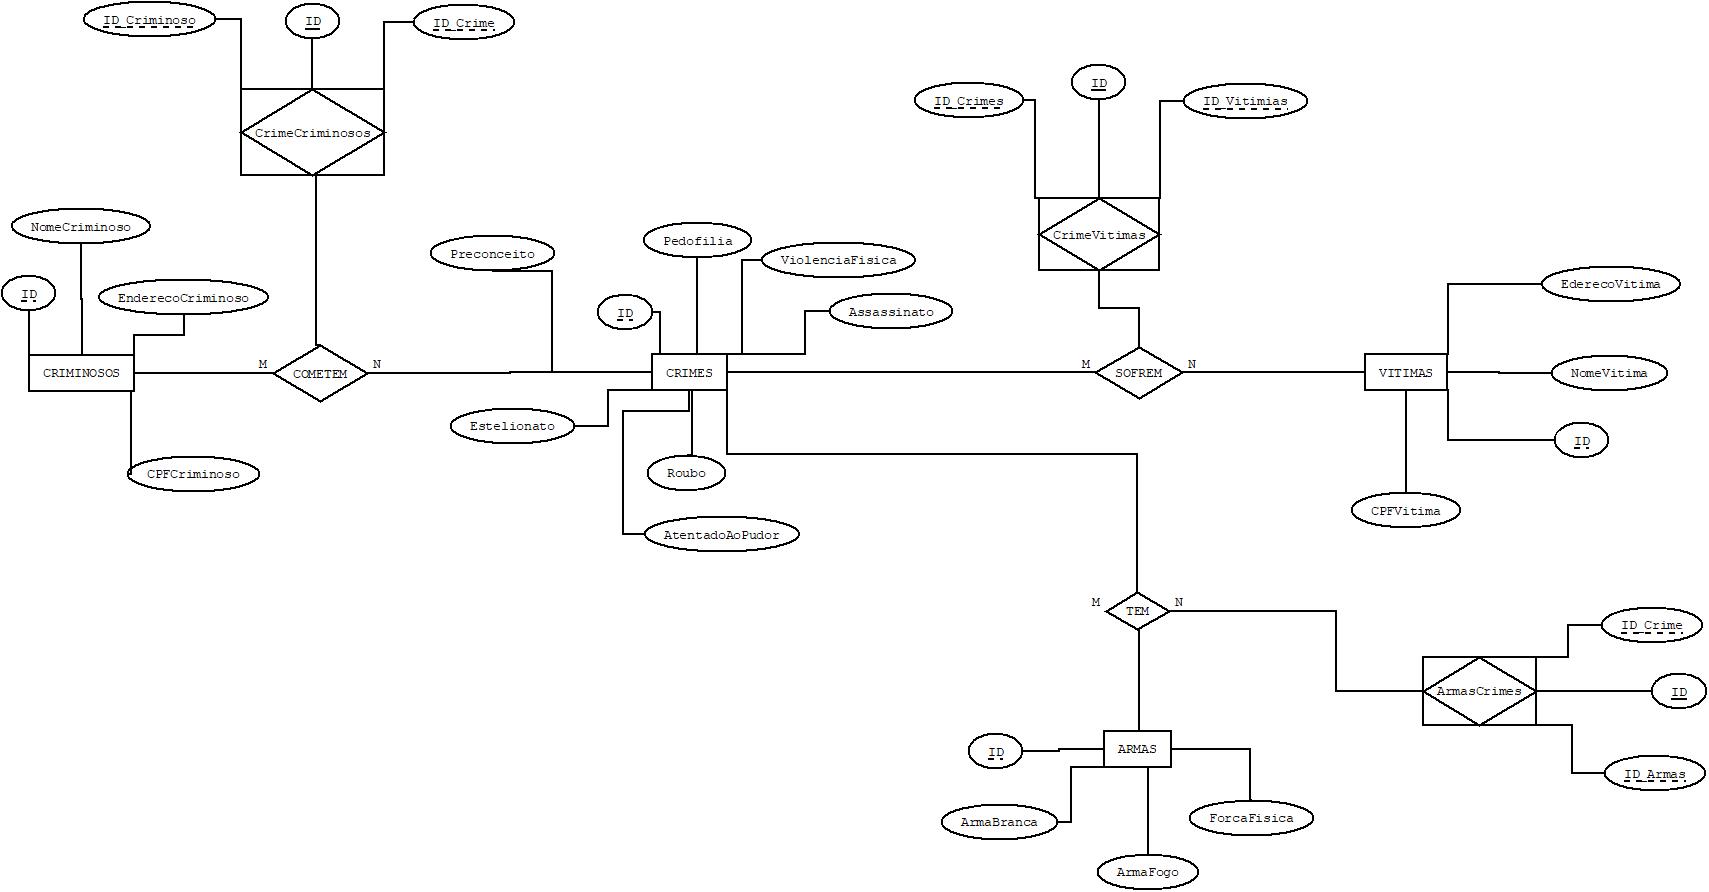 ID_Criminoso
ID
ID_Crime
CrimeCriminosos
ID_Crimes
ID
ID_Vitimias
CrimeVitimas
NomeCriminoso
ID
EnderecoCriminoso
CRIMINOSOS
CPFCriminoso
M
COMETEM
N
Preconceito
Pedofilia
ViolenciaFisica
ID
Assassinato
CRIMES
Estelionato
Roubo
AtentadoAoPudor
M
SOFREM
N
VITIMAS
EderecoVitima
NomeVitima
ID
CPFVitima
M
TEM
N
ArmasCrimes
ID_Crime
ID
ID_Armas
ID
ARMAS
ArmaBranca
ForcaFisica
ArmaFogo